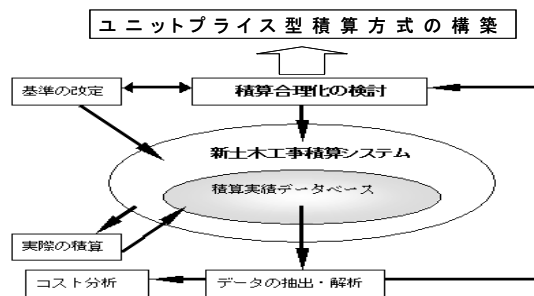 ユニットプライス型積算方式の構築
基準の改定
積算合理化の検討
新土木工事積算システム
積算実績データベース
実際の積算
コスト分析
データの抽出・解析